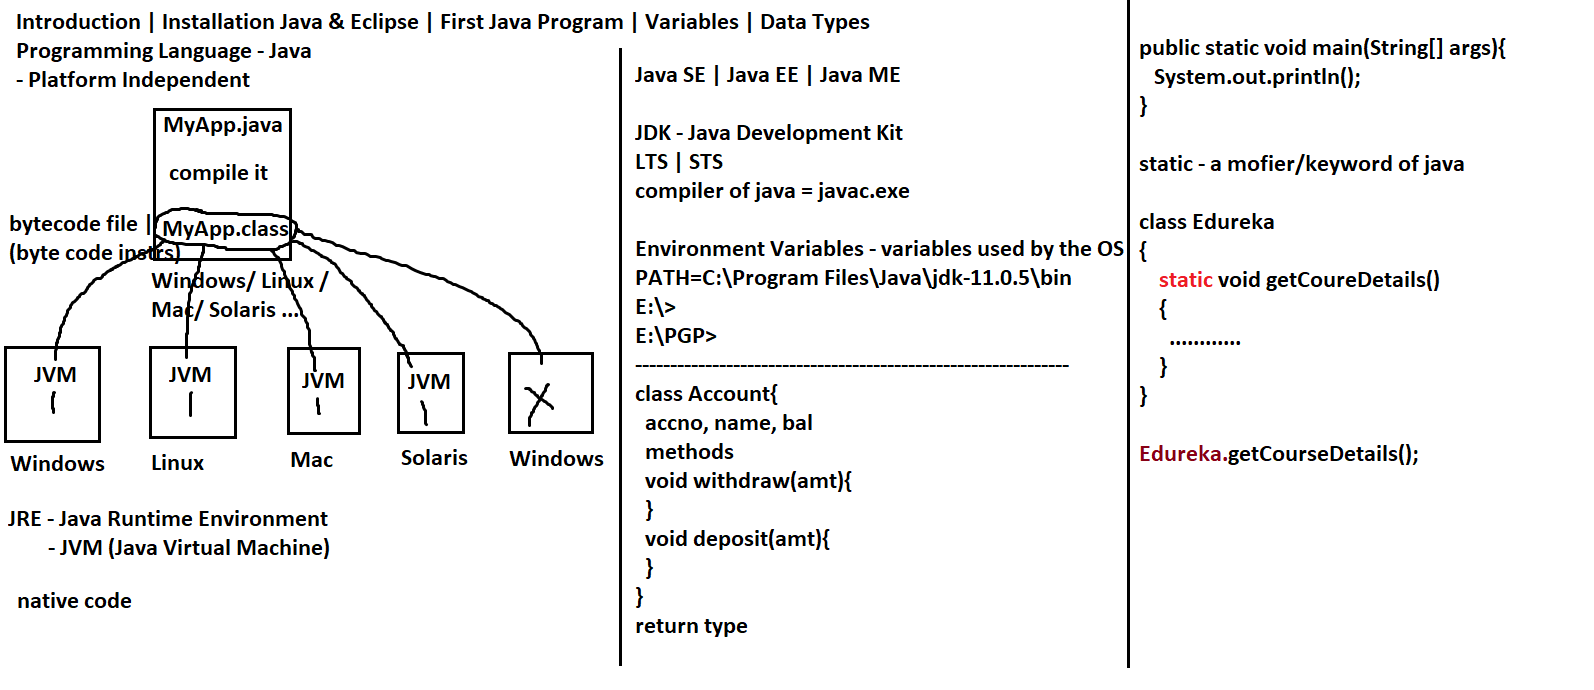 Introduction | Installation Java & Eclipse | First Java Program | Variables | Data Types
Programming Language - Java
- Platform Independent
MyApp.java
compile it
bytecode file |
(byte code instrs)
MyApp.class
Windows/ Linux /
Mac/ Solaris ...
JVM
JVM
JVM
JVM
Windows
Linux
Mac
Solaris
Windows
JRE - Java Runtime Environment
- JVM (Java Virtual Machine)
native code
Java SE | Java EE | Java ME
JDK - Java Development Kit
LTS | STS
compiler of java = javac.exe
Environment Variables - variables used by the OS
PATH=C:\Program Files\Java\jdk-11.0.5\bin
E:\>
E:\PGP>
--------------------------------------------------------------
class Account{
accno, name, bal
methods
void withdraw(amt){
}
void deposit(amt){
}
}
return type
public static void main(String[] args){
System.out.println();
}
static - a mofier/keyword of java
class Edureka
{
static void getCoureDetails()
{
............
}
}
Edureka.getCourseDetails();